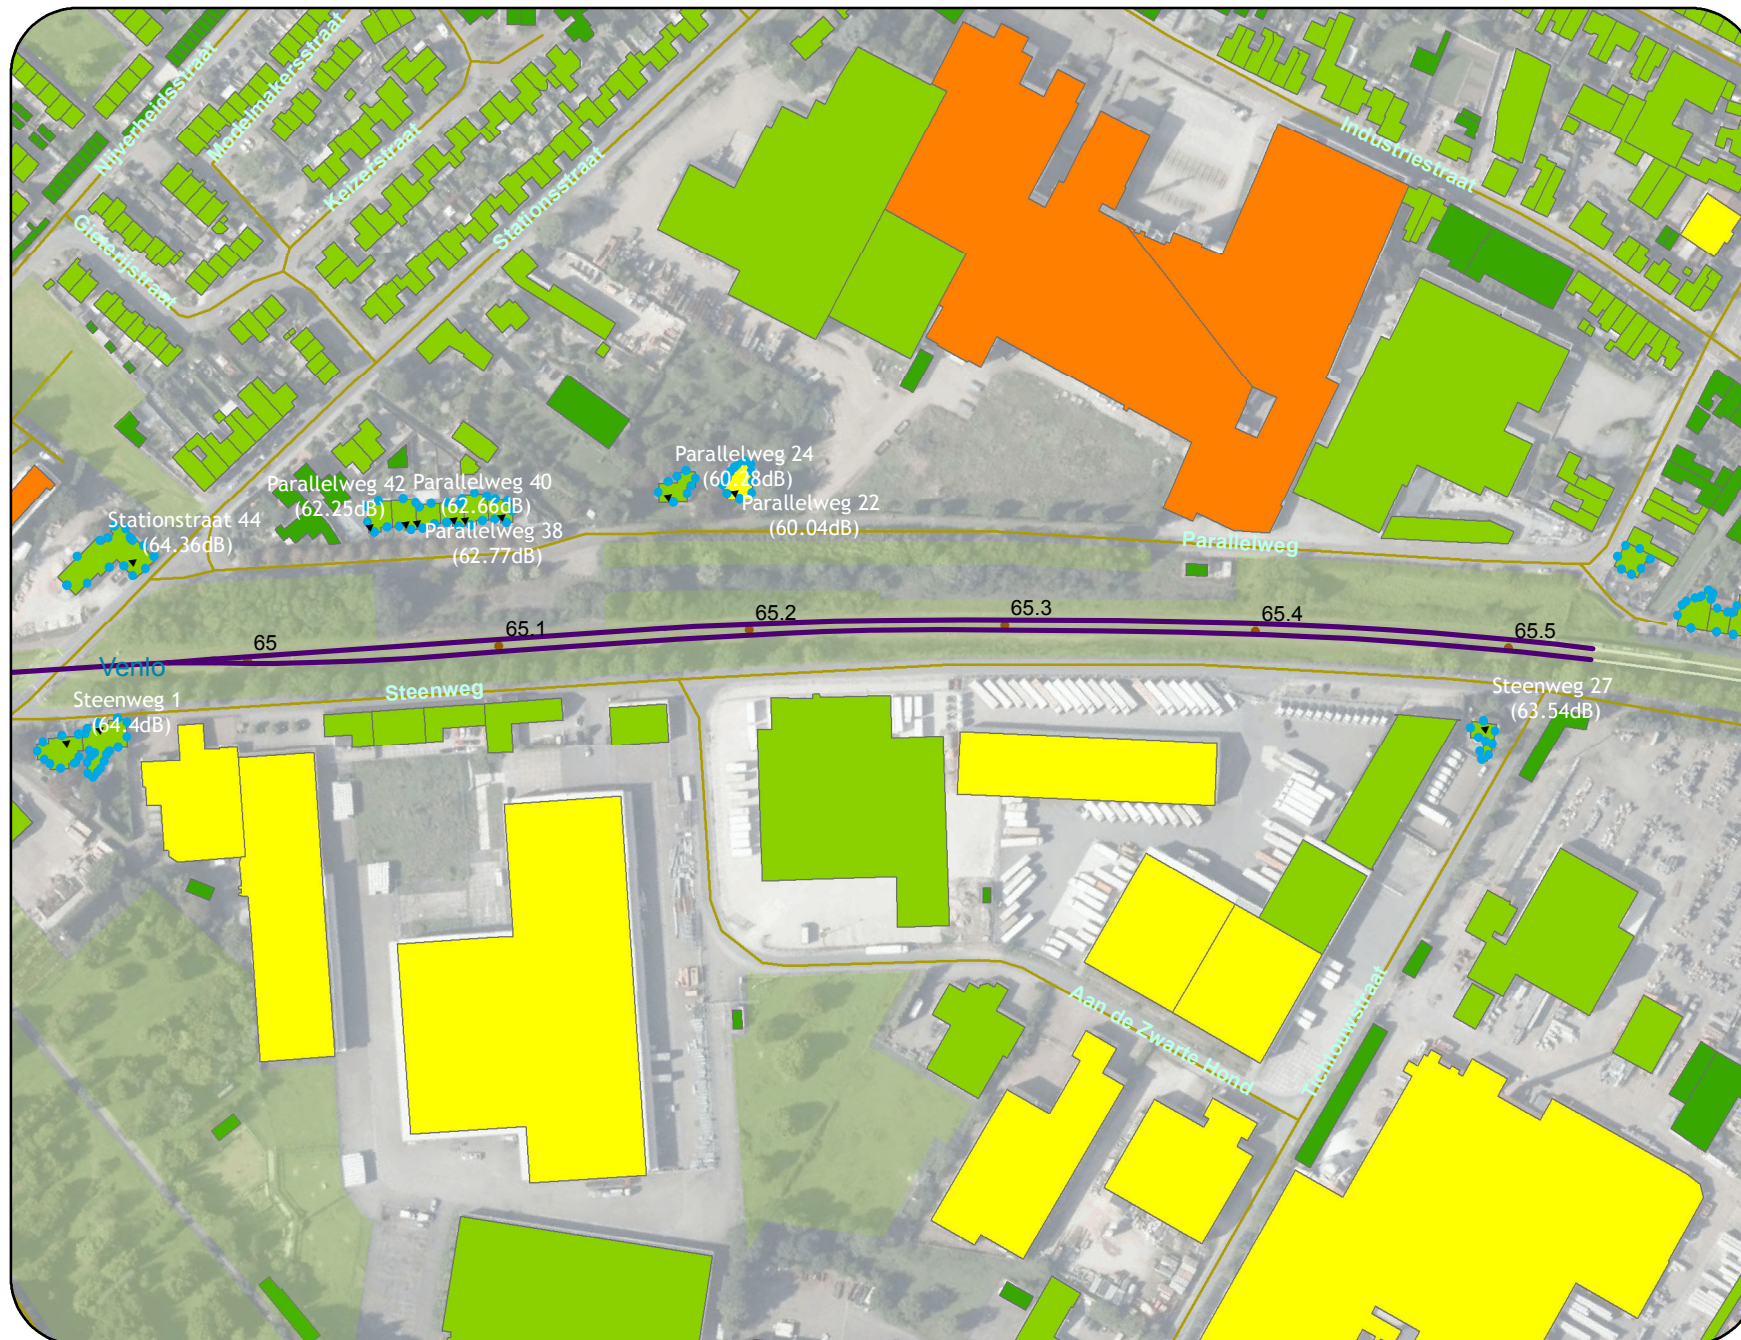 Nijverheidsstraat
Modelmakersstraat
Keizerstraat
Stationsstraat
Gieterijstraat
Industriestraat
Parallelweg 24
(60.28dB)
Parallelweg 22
(60.04dB)
Parallelweg 42
(62.25dB)
Parallelweg 40
(62.66dB)
Parallelweg 38
(62.77dB)
Stationstraat 44
(64.36dB)
Parallelweg
65
65.1
65.2
65.3
65.4
65.5
Venlo
Steenweg
Steenweg 1
(64.4dB)
Steenweg 27
(63.54dB)
Aan de Zwarte Hond